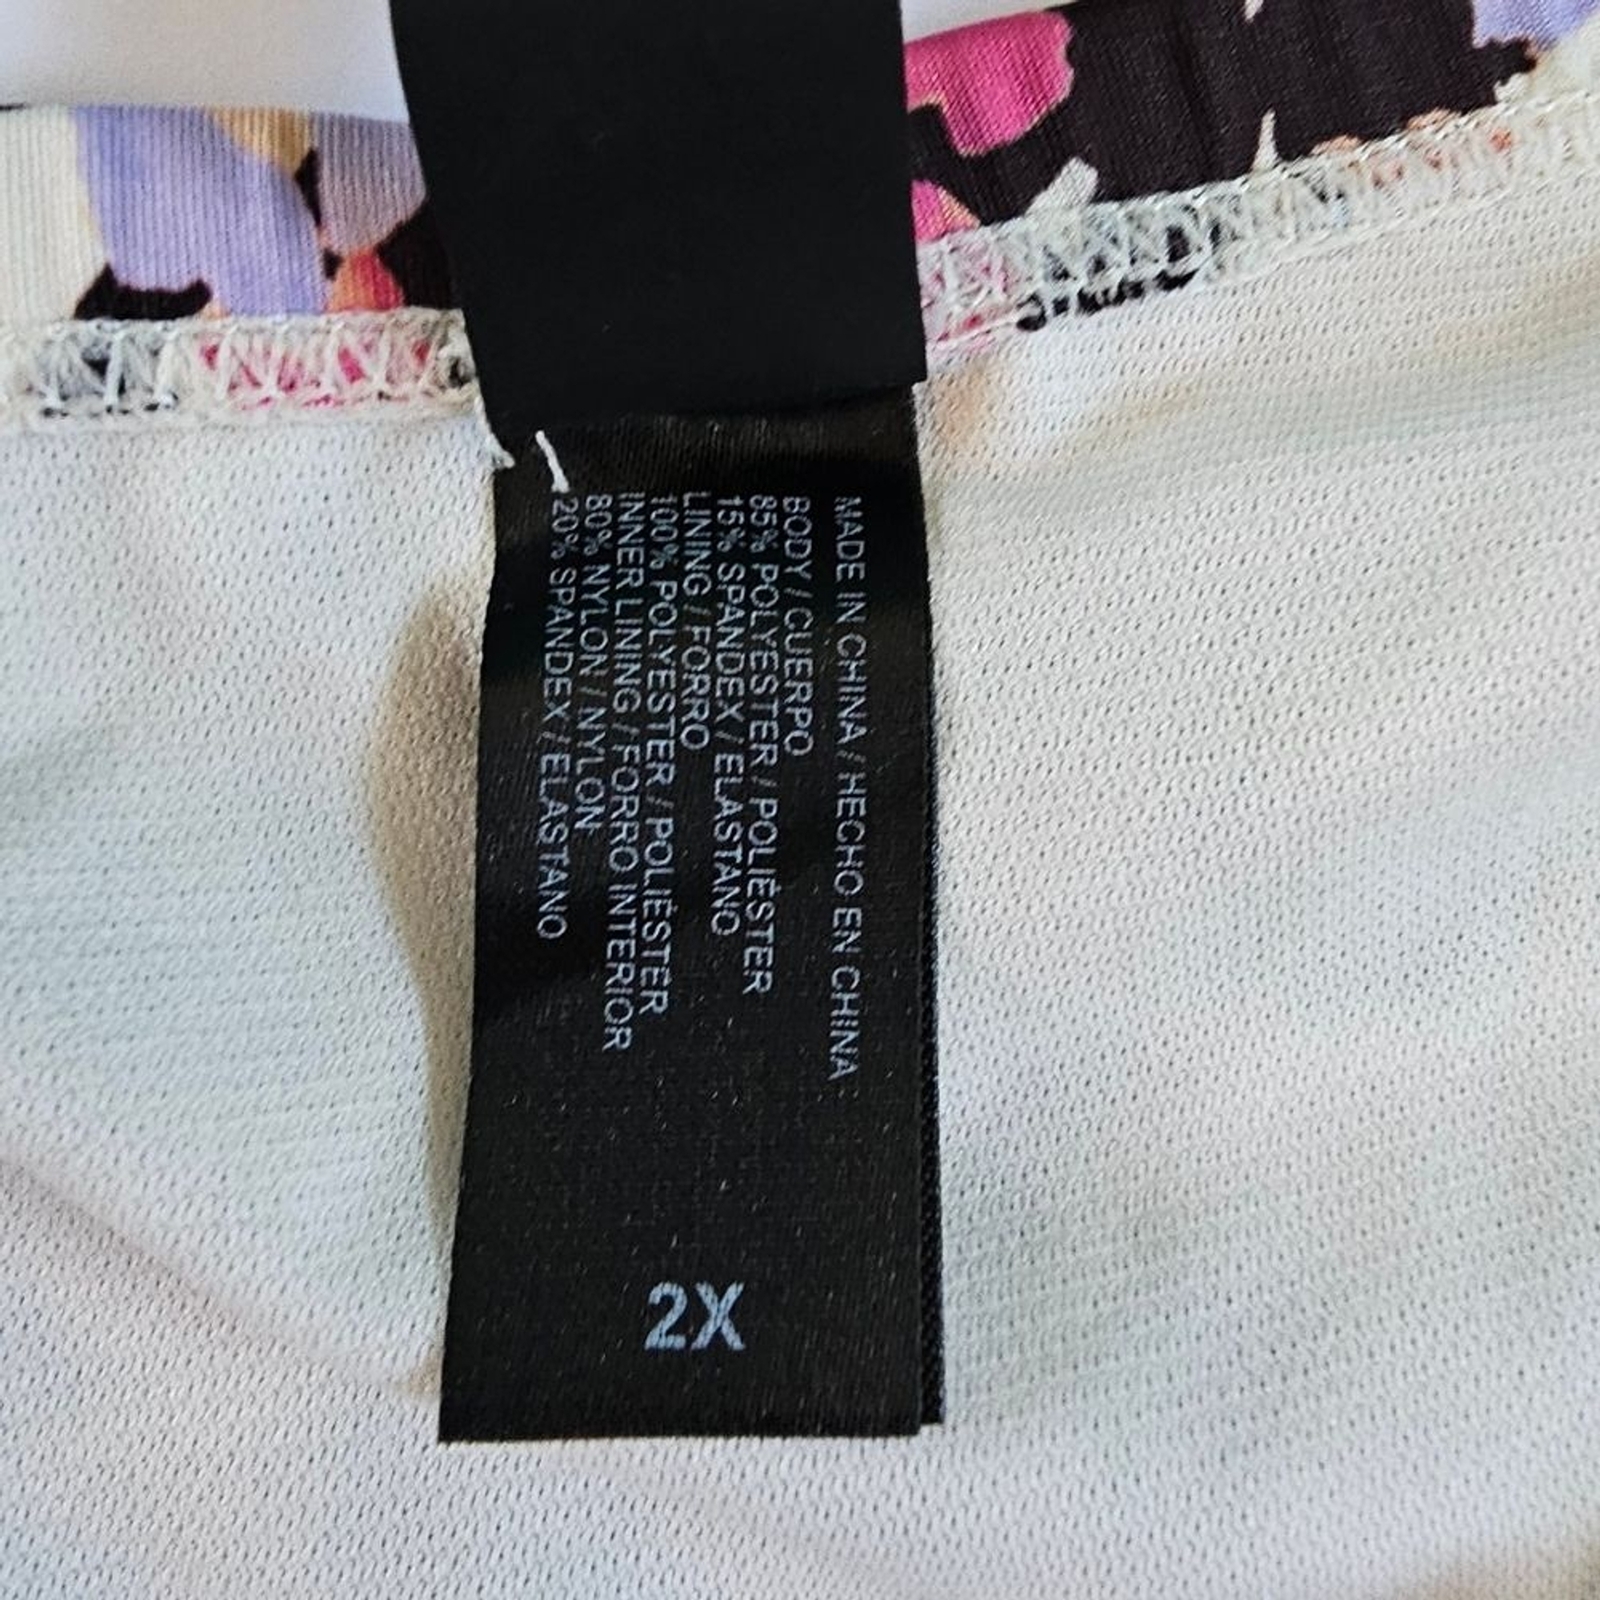 MADE IN CHINA / HECHO EN CHINA
BODY / CUERPO
85% POLYESTER / POLIÉSTER
15% SPANDEX / ELASTANO
LINING / FORRO
100% POLYESTER / POLIÉSTER
INNER LINING / FORRO INTERIOR
80% NYLON / NYLON
20% SPANDEX / ELASTANO
2X